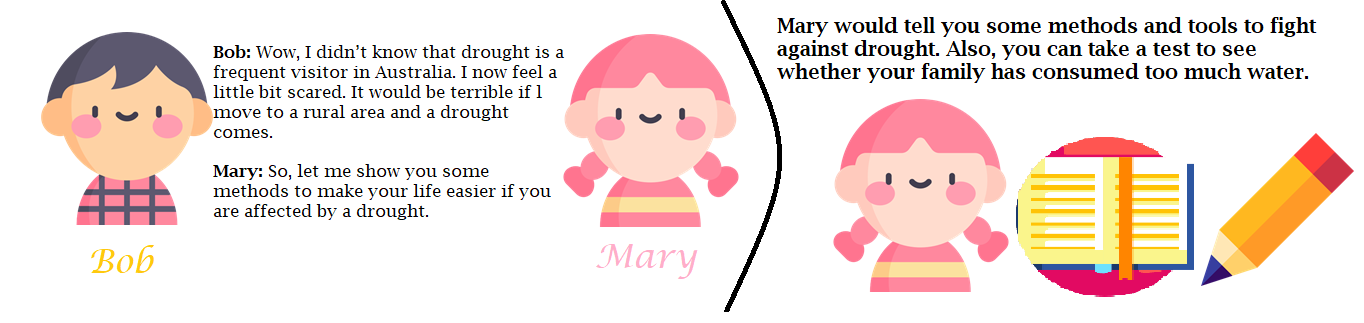 Bob: Wow, I didn’t know that drought is a
frequent visitor in Australia. I now feel a
little bit scared. It would be terrible if l
move to a rural area and a drought
comes.
Mary: So, let me show you some
methods to make your life easier if you
are affected by a drought.
Bob
Mary
Mary would tell you some methods and tools to fight
against drought. Also, you can take a test to see
whether your family has consumed too much water.